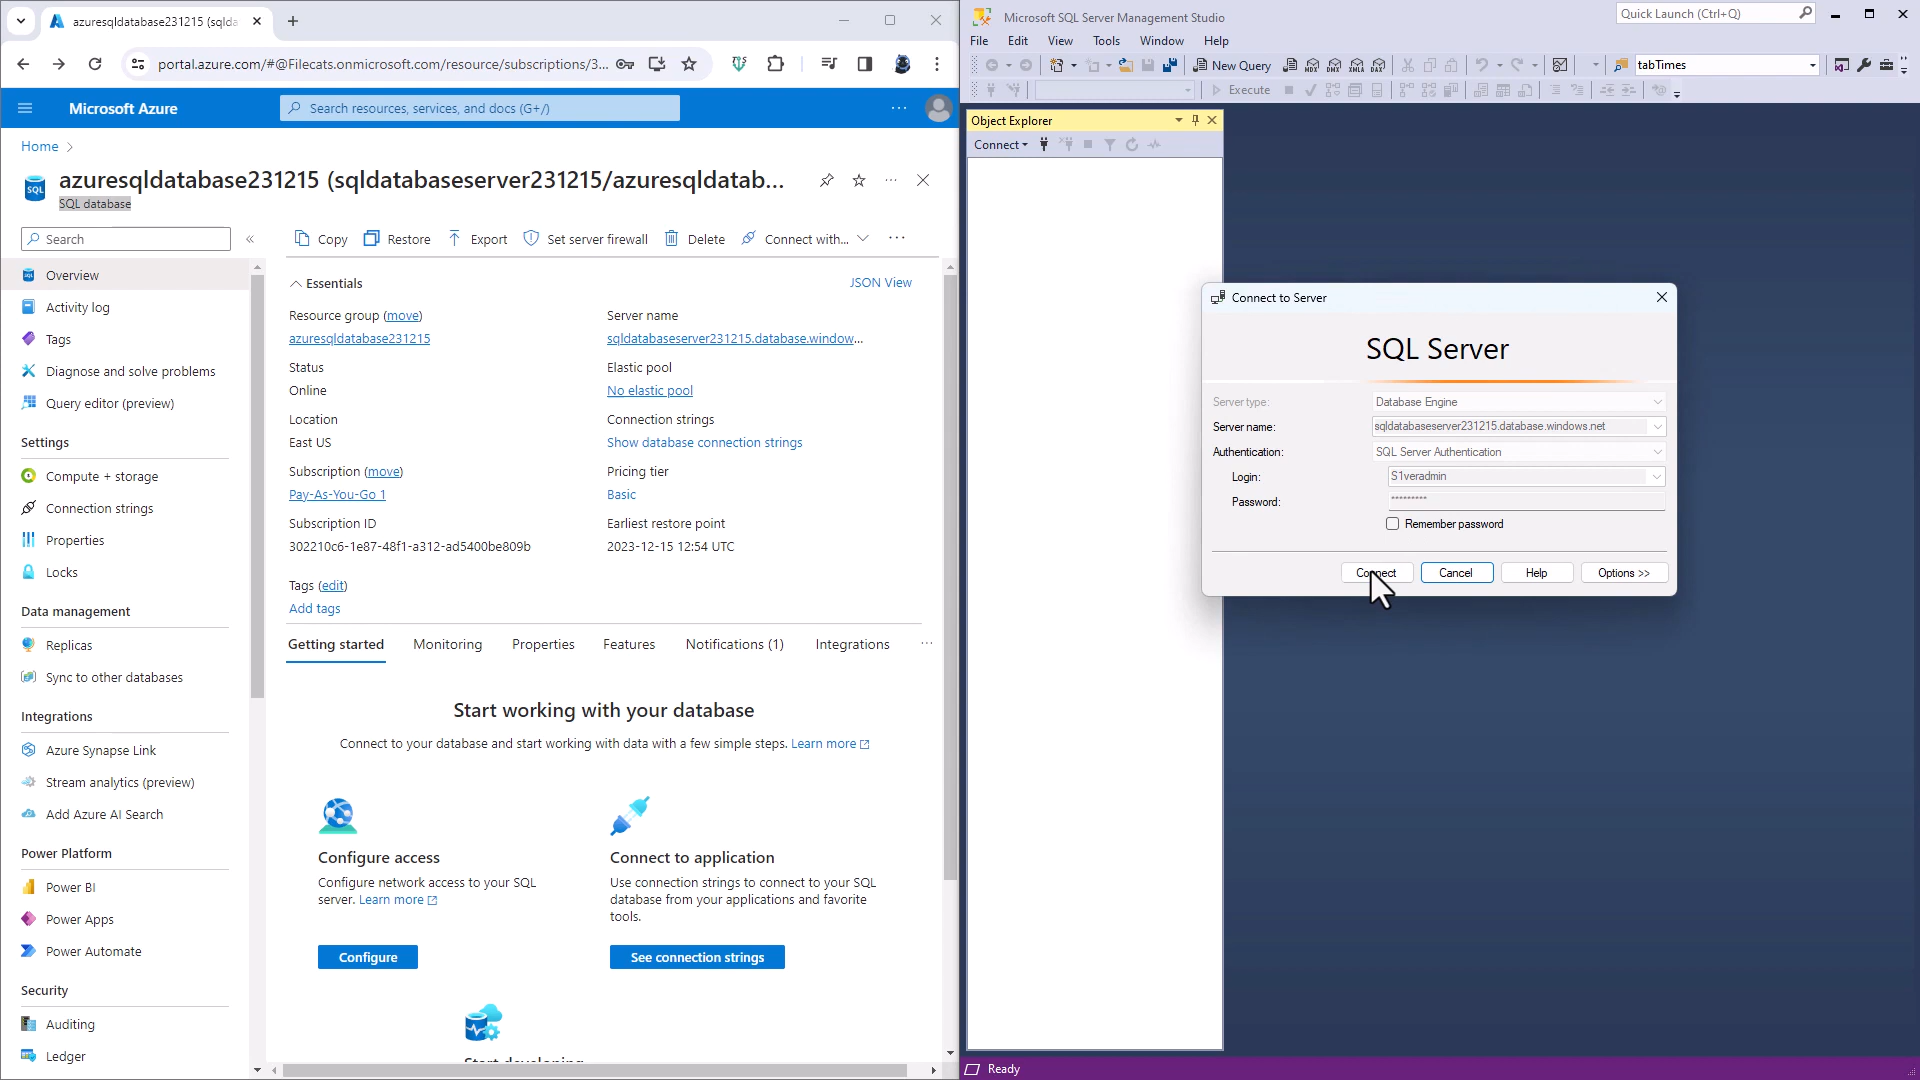 azuresqldatabase231215 (sqlda
portal.azure.com/#@Filecats.onmicrosoft.com/resource/subscriptions/3...
Microsoft Azure
Search resources, services, and docs (G+/)
Home
azuresqldatabase231215 (sqldatabaseserver231215/azuresqldatab...
SQL database
Search
Copy
Restore
Export
Set server firewall
Delete
Connect with...
Overview
Activity log
Tags
Diagnose and solve problems
Query editor (preview)
Settings
Compute + storage
Connection strings
Properties
Locks
Data management
Replicas
Sync to other databases
Integrations
Azure Synapse Link
Stream analytics (preview)
Add Azure AI Search
Power Platform
Power BI
Power Apps
Power Automate
Security
Auditing
Ledger
Essentials
JSON View
Resource group (move)
azuresqldatabase231215
Status
Online
Location
East US
Subscription (move)
Pay-As-You-Go 1
Subscription ID
302210c6-1e87-48f1-a312-ad5400be809b
Tags (edit)
Add tags
Server name
sqldatabaseserver231215.database.window...
Elastic pool
No elastic pool
Connection strings
Show database connection strings
Pricing tier
Basic
Earliest restore point
2023-12-15 12:54 UTC
Getting started
Monitoring
Properties
Features
Notifications (1)
Integrations
Start working with your database
Connect to your database and start working with data with a few simple steps. Learn more
Configure access
Configure network access to your SQL
server. Learn more
Configure
Connect to application
Use connection strings to connect to your SQL
database from your applications and favorite
tools.
See connection strings
Start developing
Microsoft SQL Server Management Studio
Quick Launch (Ctrl+Q)
File Edit View Tools Window Help
New Query
MDX
DMX
XMLA
DAX
tabTimes
Execute
Object Explorer
Connect
Connect to Server
SQL Server
Server type:
Database Engine
Server name:
sqldatabaseserver231215.database.windows.net
Authentication:
SQL Server Authentication
Login:
S1veradmin
Password:
*********
Remember password
Connect
Cancel
Help
Options >>
Ready